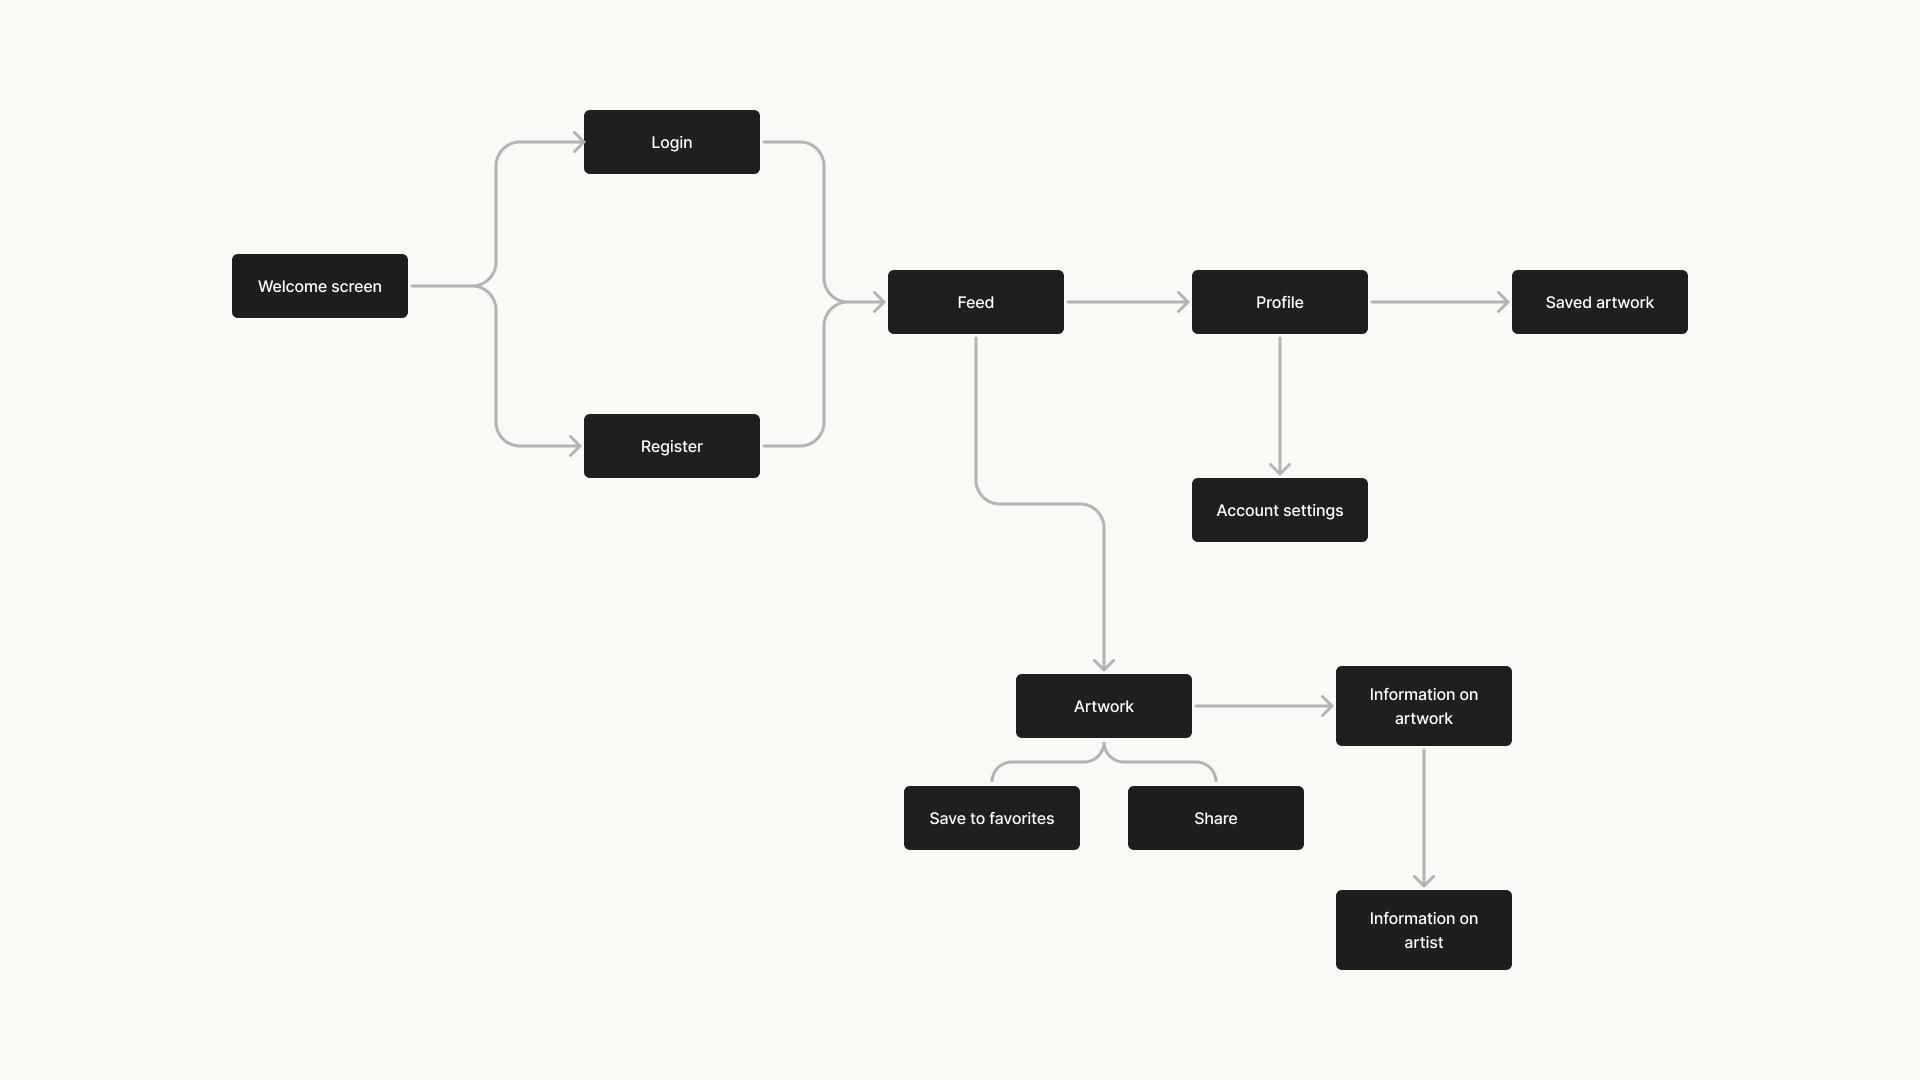 Login
Welcome screen
Feed
Profile
Saved artwork
Register
Account settings
Artwork
Information on
artwork
Save to favorites
Share
Information on
artist